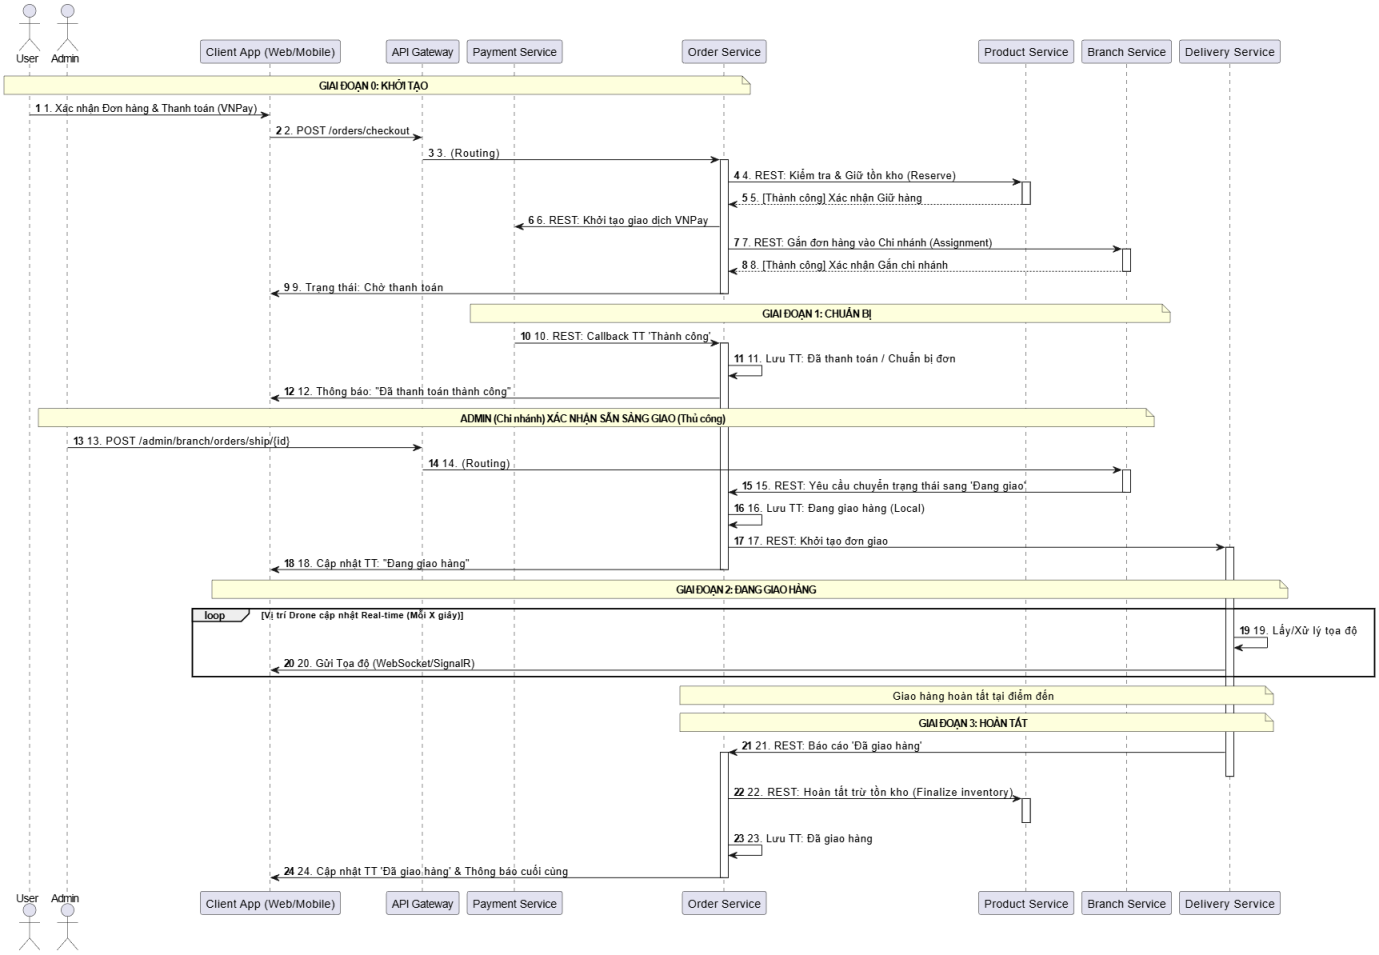 User Admin
Client App (Web/Mobile) API Gateway Payment Service Order Service Product Service Branch Service Delivery Service
GIAI ĐOẠN 0: KHỞI TẠO
1 1. Xác nhận Đơn hàng & Thanh toán (VNPay)
2 2. POST /orders/checkout
3 3. (Routing)
4 4. REST: Kiểm tra & Giữ tồn kho (Reserve)
5 5. [Thành công] Xác nhận Giữ hàng
6 6. REST: Khởi tạo giao dịch VNPay
7 7. REST: Gắn đơn hàng vào Chi nhánh (Assignment)
8 8. [Thành công] Xác nhận Gắn chi nhánh
9 9. Trạng thái: Chờ thanh toán
GIAI ĐOẠN 1: CHUẨN BỊ
10 10. REST: Callback TT 'Thành công'
11 11. Lưu TT: Đã thanh toán / Chuẩn bị đơn
12 12. Thông báo: "Đã thanh toán thành công"
ADMIN (Chi nhánh) XÁC NHẬN SẴN SÀNG GIAO (Thủ công)
13 13. POST /admin/branch/orders/ship/{id}
14 14. (Routing)
15 15. REST: Yêu cầu chuyển trạng thái sang 'Đang giao'
16 16. Lưu TT: Đang giao hàng (Local)
17 17. REST: Khởi tạo đơn giao
18 18. Cập nhật TT: "Đang giao hàng"
GIAI ĐOẠN 2: ĐANG GIAO HÀNG
loop [Vị trí Drone cập nhật Real-time (Mỗi X giây)]
19 19. Lấy/Xử lý tọa độ
20 20. Gửi Tọa độ (WebSocket/SignalR)
Giao hàng hoàn tất tại điểm đến
GIAI ĐOẠN 3: HOÀN TẤT
21 21. REST: Báo cáo 'Đã giao hàng'
22 22. REST: Hoàn tất trừ tồn kho (Finalize inventory)
23 23. Lưu TT: Đã giao hàng
24 24. Cập nhật TT 'Đã giao hàng' & Thông báo cuối cùng
User Admin
Client App (Web/Mobile) API Gateway Payment Service Order Service Product Service Branch Service Delivery Service